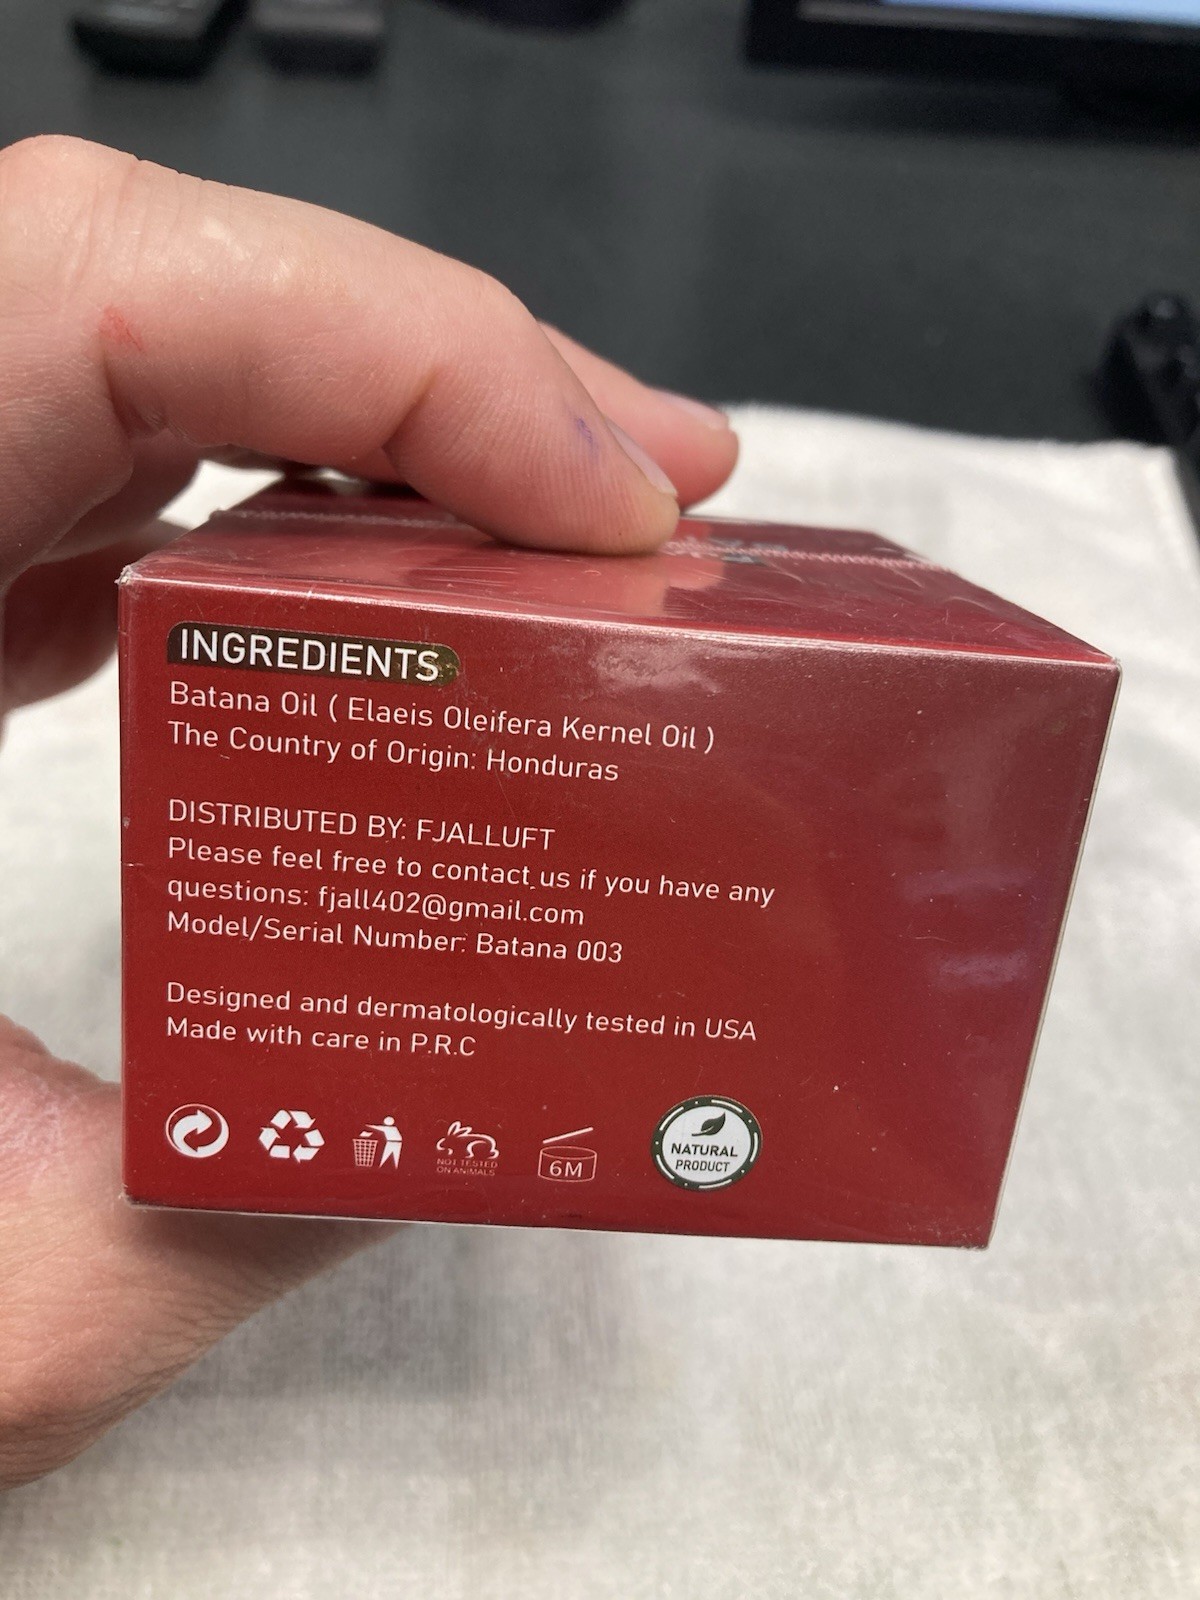 INGREDIENTS
Batana Oil ( Elaeis Oleifera Kernel Oil )
The Country of Origin: Honduras
DISTRIBUTED BY: FJALLUFT
Please feel free to contact us if you have any
questions: fjall402@gmail.com
Model/Serial Number: Batana 003
Designed and dermatologically tested in USA
Made with care in P.R.C
NOT TESTED
ON ANIMALS
6M
NATURAL
PRODUCT